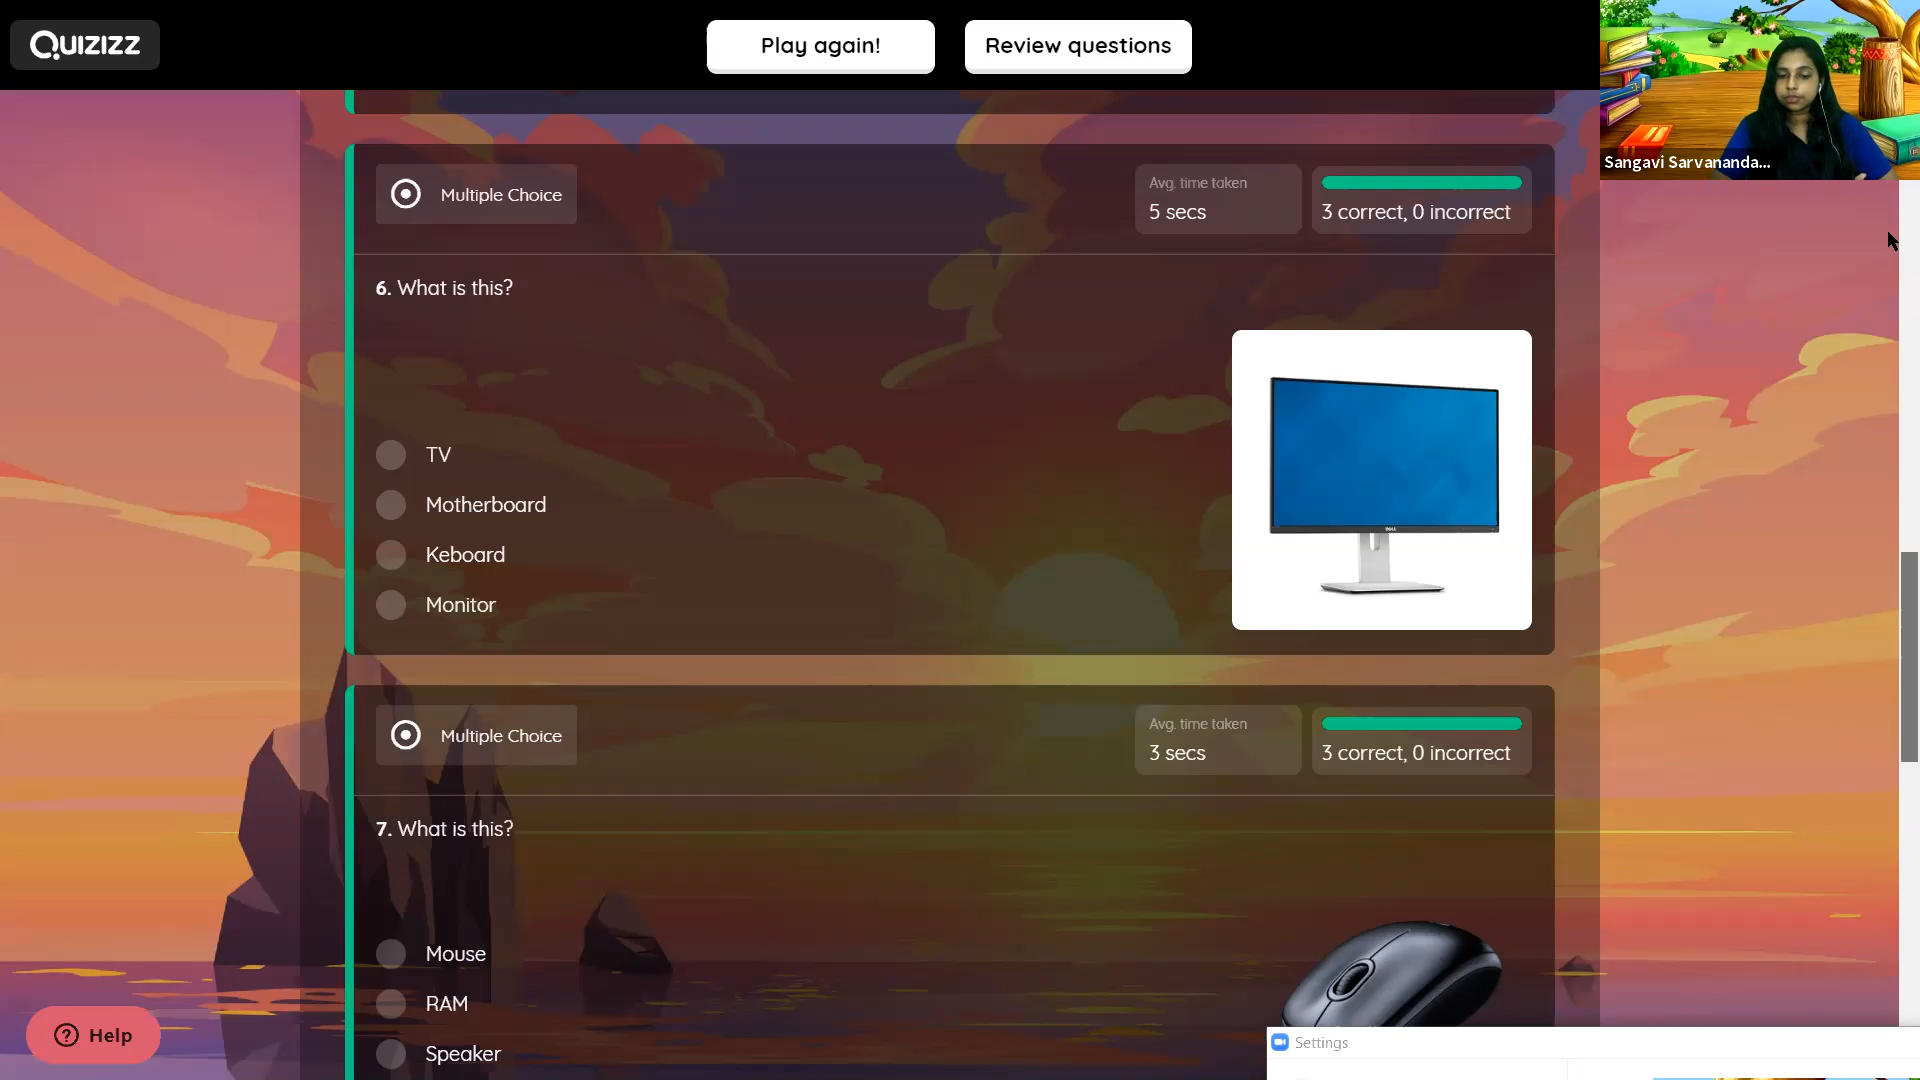 QUIZIZZ
Play again!
Review questions
Sangavi Sarvananda...
Multiple Choice
Avg. time taken
5 secs
3 correct, 0 incorrect
6. What is this?
TV
Motherboard
Keboard
Monitor
DELL
Multiple Choice
Avg. time taken
3 secs
3 correct, 0 incorrect
7. What is this?
Mouse
RAM
Speaker
Help
Settings